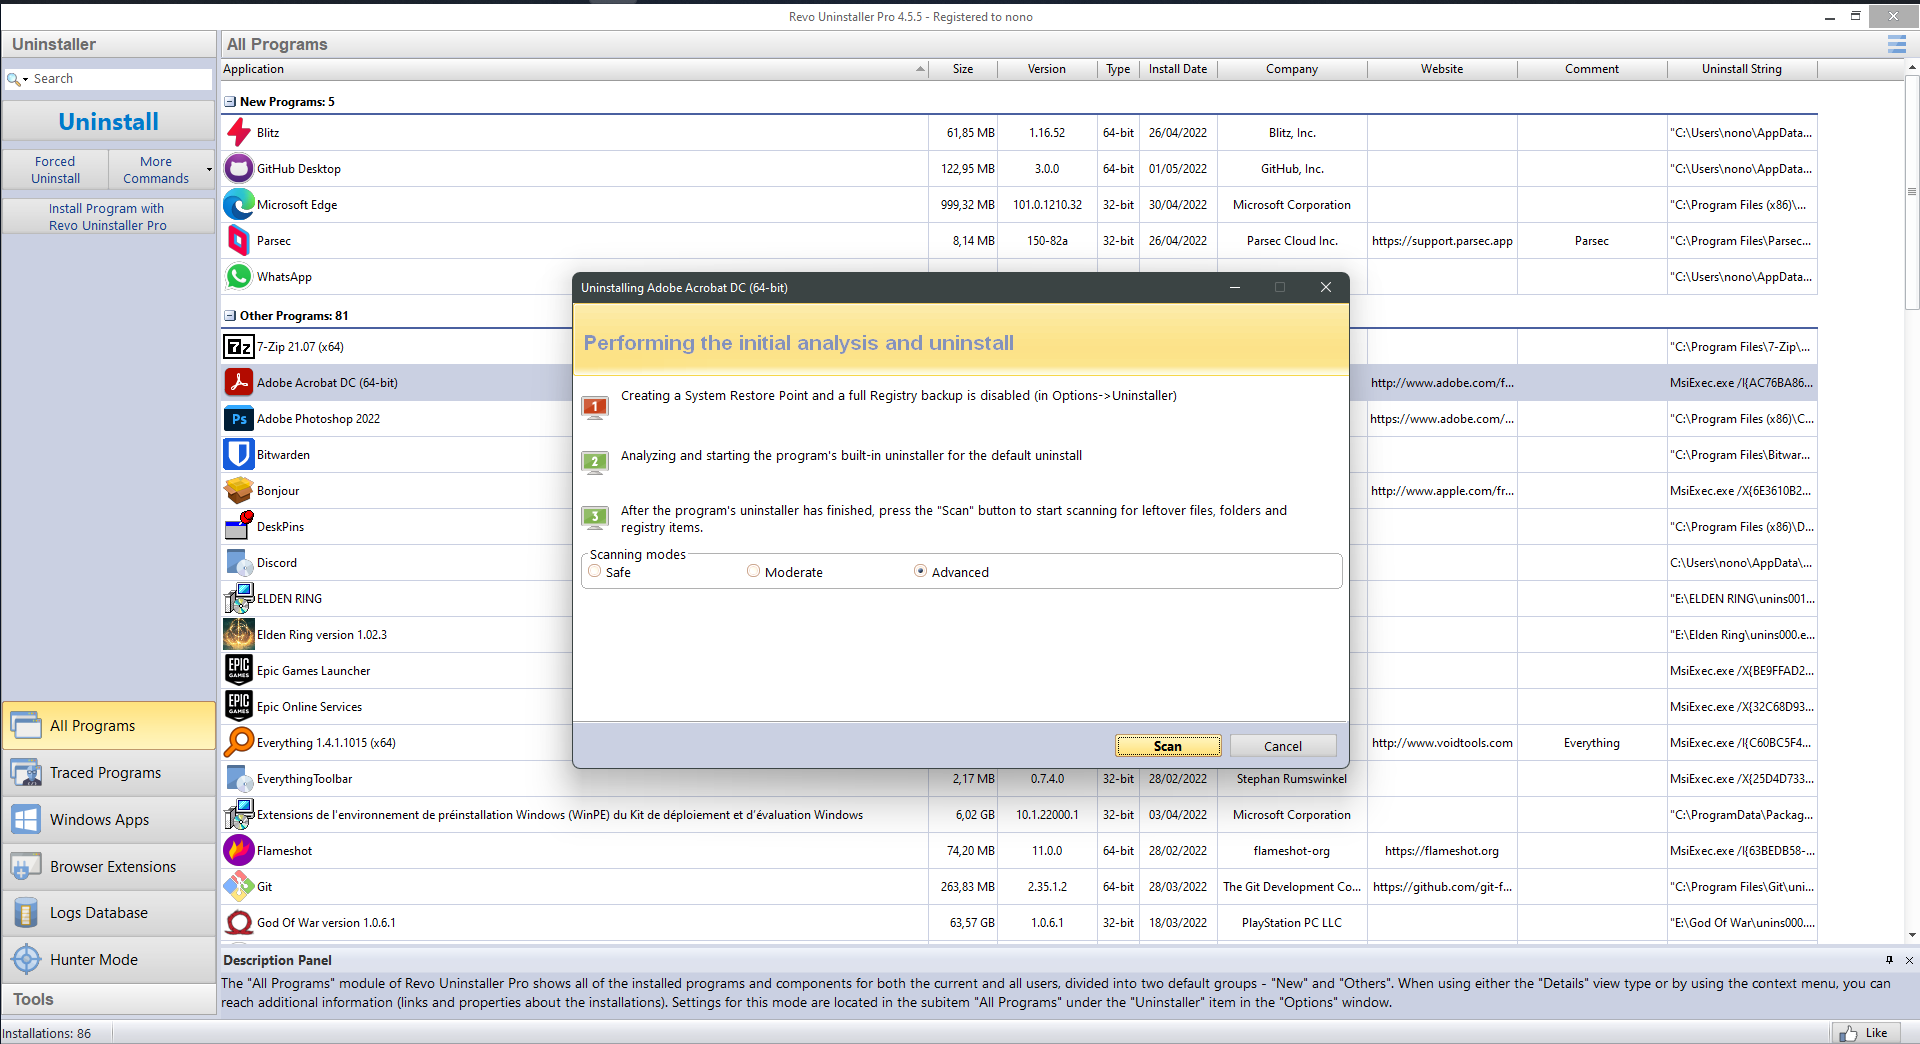 Revo Uninstaller Pro 4.5.5 - Registered to nono
Uninstaller
All Programs
Search
Uninstall
Forced Uninstall
More Commands
Install Program with
Revo Uninstaller Pro
Application Size Version Type Install Date Company Website Comment Uninstall String
New Programs: 5
Blitz 61,85 MB 1.16.52 64-bit 26/04/2022 Blitz, Inc. "C:\Users\nono\AppData...
GitHub Desktop 122,95 MB 3.0.0 64-bit 01/05/2022 GitHub, Inc. "C:\Users\nono\AppData...
Microsoft Edge 999,32 MB 101.0.1210.32 32-bit 30/04/2022 Microsoft Corporation "C:\Program Files (x86)\...
Parsec 8,14 MB 150-82a 32-bit 26/04/2022 Parsec Cloud Inc. https://support.parsec.app Parsec "C:\Program Files\Parsec...
WhatsApp "C:\Users\nono\AppData...
Other Programs: 81
7-Zip 21.07 (x64) "C:\Program Files\7-Zip\...
Adobe Acrobat DC (64-bit) http://www.adobe.com/f... MsiExec.exe /I{AC76BA86...
Ps Adobe Photoshop 2022 https://www.adobe.com/... "C:\Program Files (x86)\C...
Bitwarden "C:\Program Files\Bitwar...
Bonjour http://www.apple.com/fr... MsiExec.exe /X{6E3610B2...
DeskPins "C:\Program Files (x86)\D...
Discord C:\Users\nono\AppData\...
ELDEN RING "E:\ELDEN RING\unins001...
Elden Ring version 1.02.3 "E:\Elden Ring\unins000.e...
EPIC GAMES Epic Games Launcher MsiExec.exe /X{BE9FFAD2...
EPIC GAMES Epic Online Services MsiExec.exe /X{32C68D93...
Everything 1.4.1.1015 (x64) http://www.voidtools.com Everything MsiExec.exe /I{C60BC5F4...
EverythingToolbar 2,17 MB 0.7.4.0 32-bit 28/02/2022 Stephan Rumswinkel MsiExec.exe /X{25D4D733...
Extensions de l'environnement de préinstallation Windows (WinPE) du Kit de déploiement et d'évaluation Windows 6,02 GB 10.1.22000.1 32-bit 03/04/2022 Microsoft Corporation "C:\ProgramData\Packag...
Flameshot 74,20 MB 11.0.0 64-bit 28/02/2022 flameshot-org https://flameshot.org MsiExec.exe /I{63BEDB58-...
Git 263,83 MB 2.35.1.2 64-bit 28/03/2022 The Git Development Co... https://github.com/git-f... "C:\Program Files\Git\uni...
God Of War version 1.0.6.1 63,57 GB 1.0.6.1 32-bit 18/03/2022 PlayStation PC LLC "E:\God Of War\unins000....
Uninstalling Adobe Acrobat DC (64-bit)
Performing the initial analysis and uninstall
1 Creating a System Restore Point and a full Registry backup is disabled (in Options->Uninstaller)
2 Analyzing and starting the program's built-in uninstaller for the default uninstall
3 After the program's uninstaller has finished, press the "Scan" button to start scanning for leftover files, folders and
registry items.
Scanning modes
Safe Moderate Advanced
Scan Cancel
All Programs
Traced Programs
Windows Apps
Browser Extensions
Logs Database
Hunter Mode
Tools
Description Panel
The "All Programs" module of Revo Uninstaller Pro shows all of the installed programs and components for both the current and all users, divided into two default groups - "New" and "Others". When using either the "Details" view type or by using the context menu, you can
reach additional information (links and properties about the installations). Settings for this mode are located in the subitem "All Programs" under the "Uninstaller" item in the "Options" window.
Installations: 86
Like